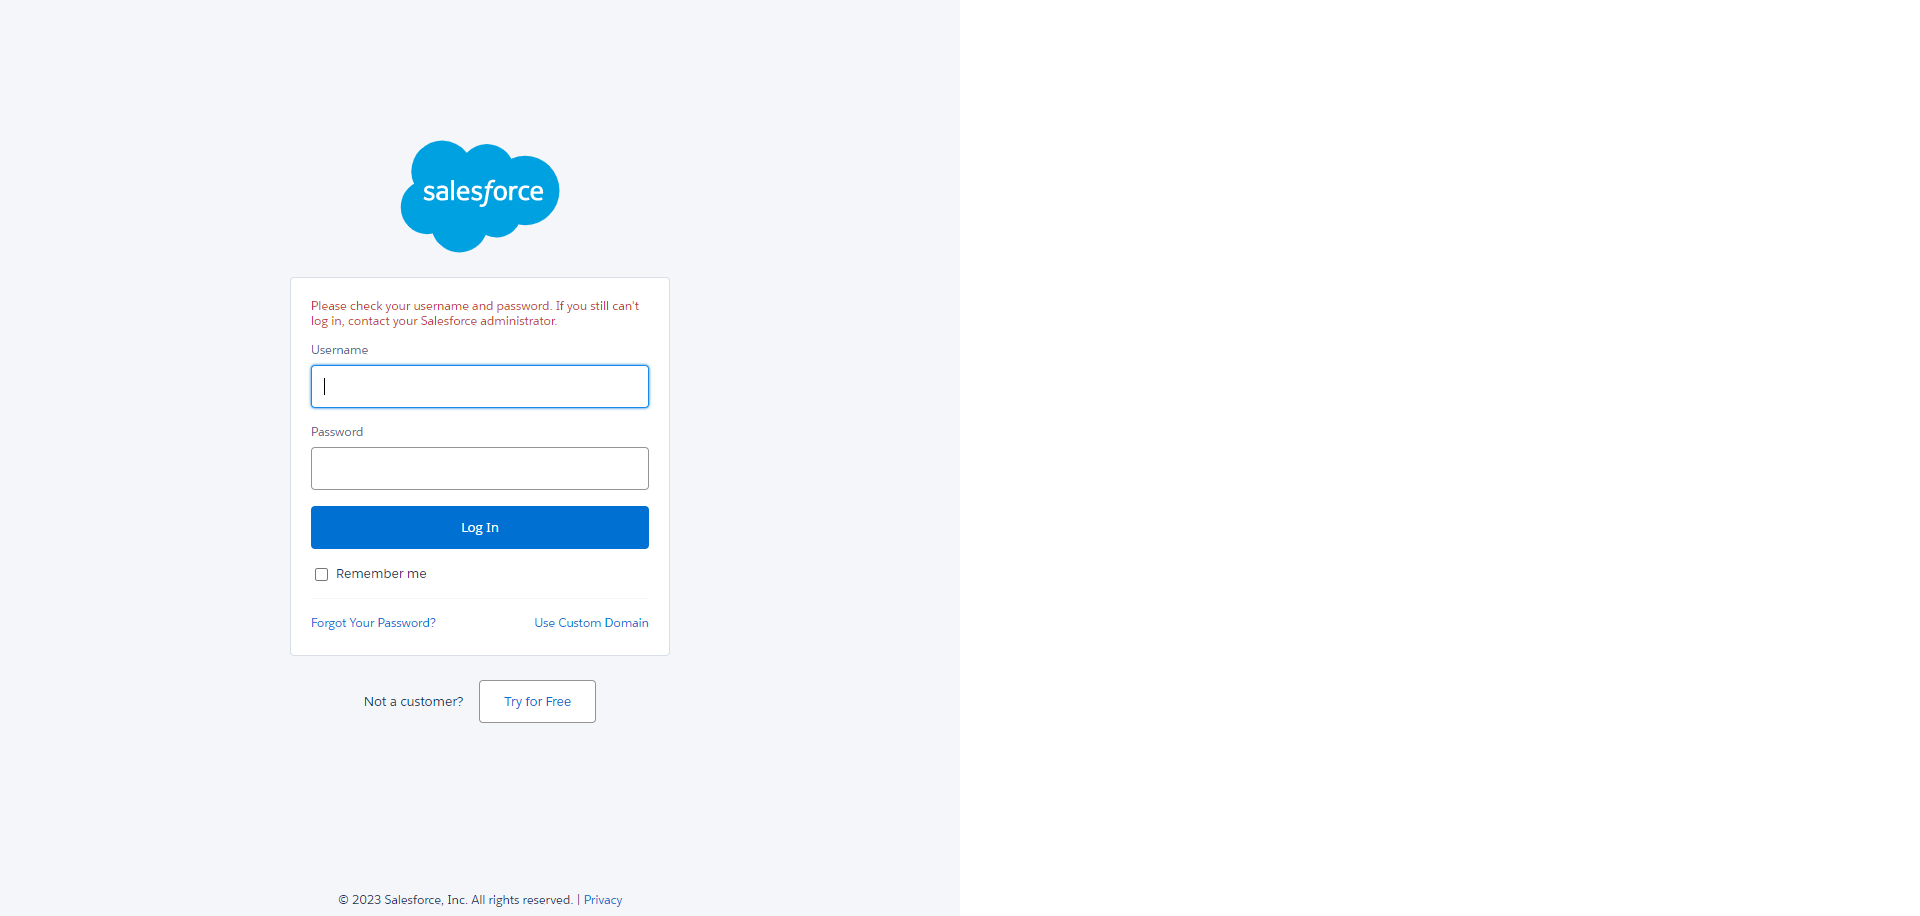 salesforce
Please check your username and password. If you still can't
log in, contact your Salesforce administrator.
Username
Password
Log In
Remember me
Forgot Your Password? Use Custom Domain
Not a customer? Try for Free
© 2023 Salesforce, Inc. All rights reserved. | Privacy